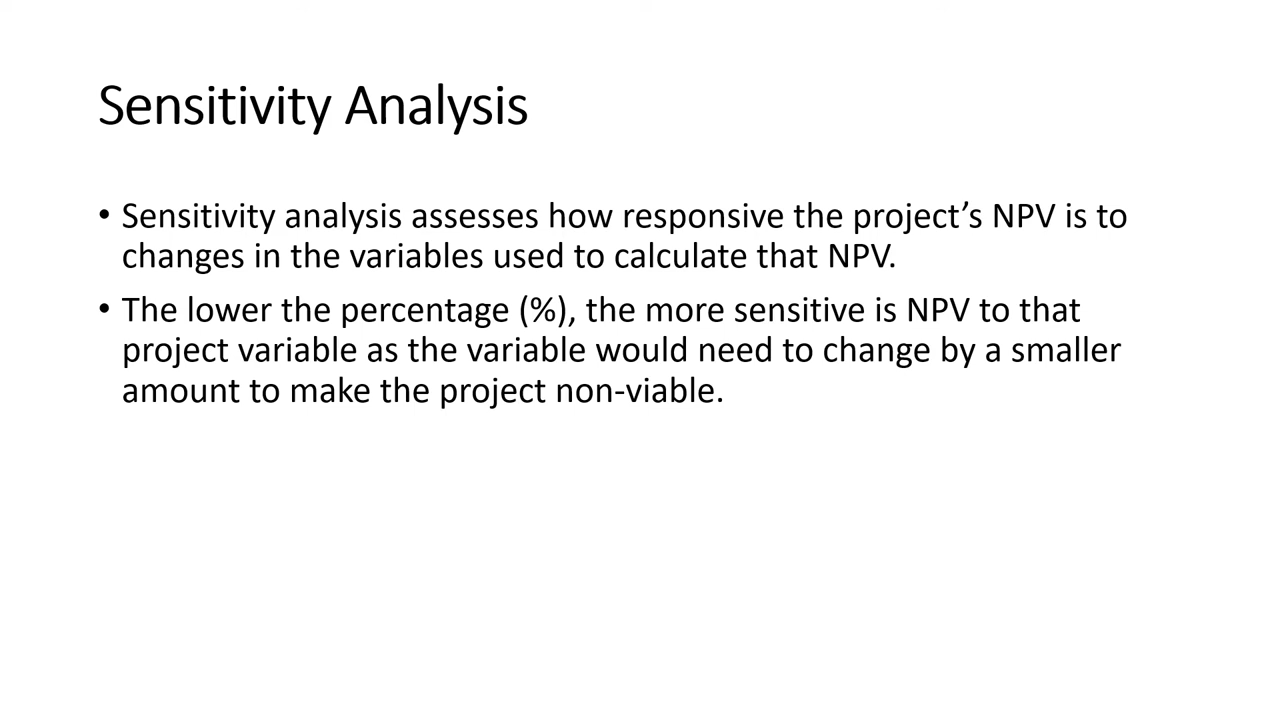 Sensitivity Analysis
• Sensitivity analysis assesses how responsive the project’s NPV is to
changes in the variables used to calculate that NPV.
• The lower the percentage (%), the more sensitive is NPV to that
project variable as the variable would need to change by a smaller
amount to make the project non-viable.